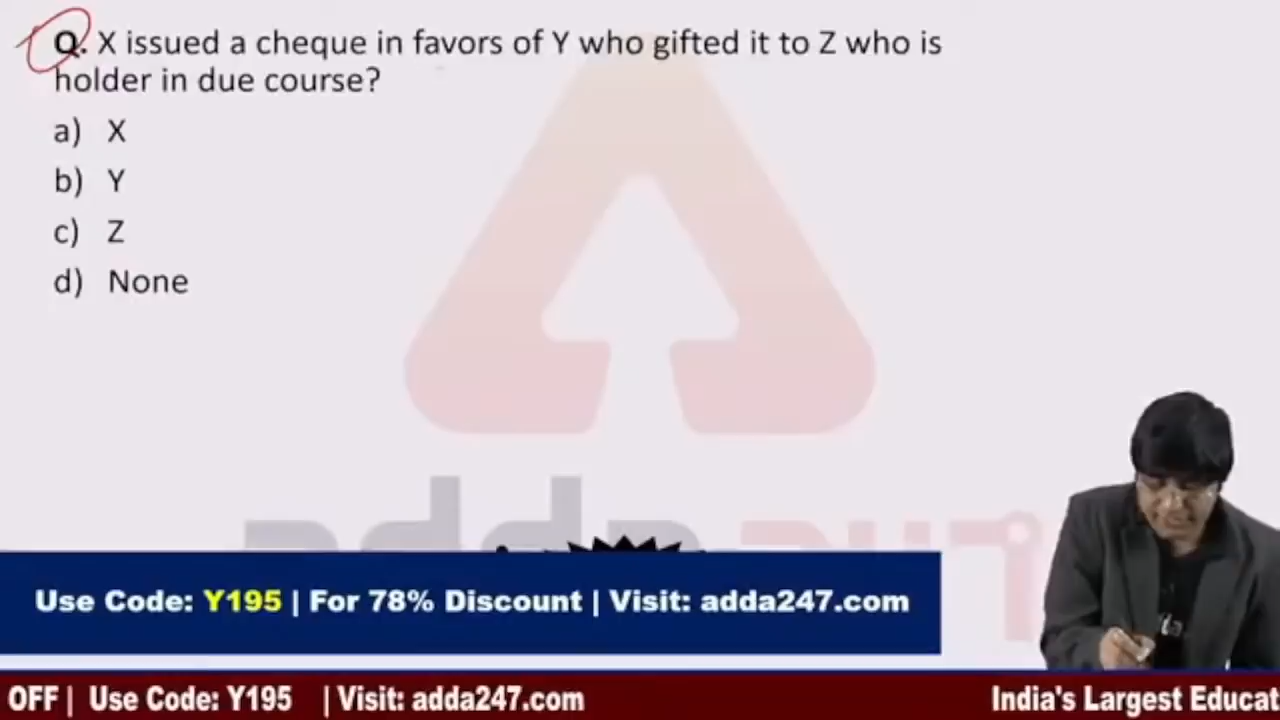 Q. X issued a cheque in favors of Y who gifted it to Z who is
holder in due course?
a) X
b) Y
c) Z
d) None
Use Code: Y195 | For 78% Discount | Visit: adda247.com
OFF | Use Code: Y195 | Visit: adda247.com
India's Largest Educat